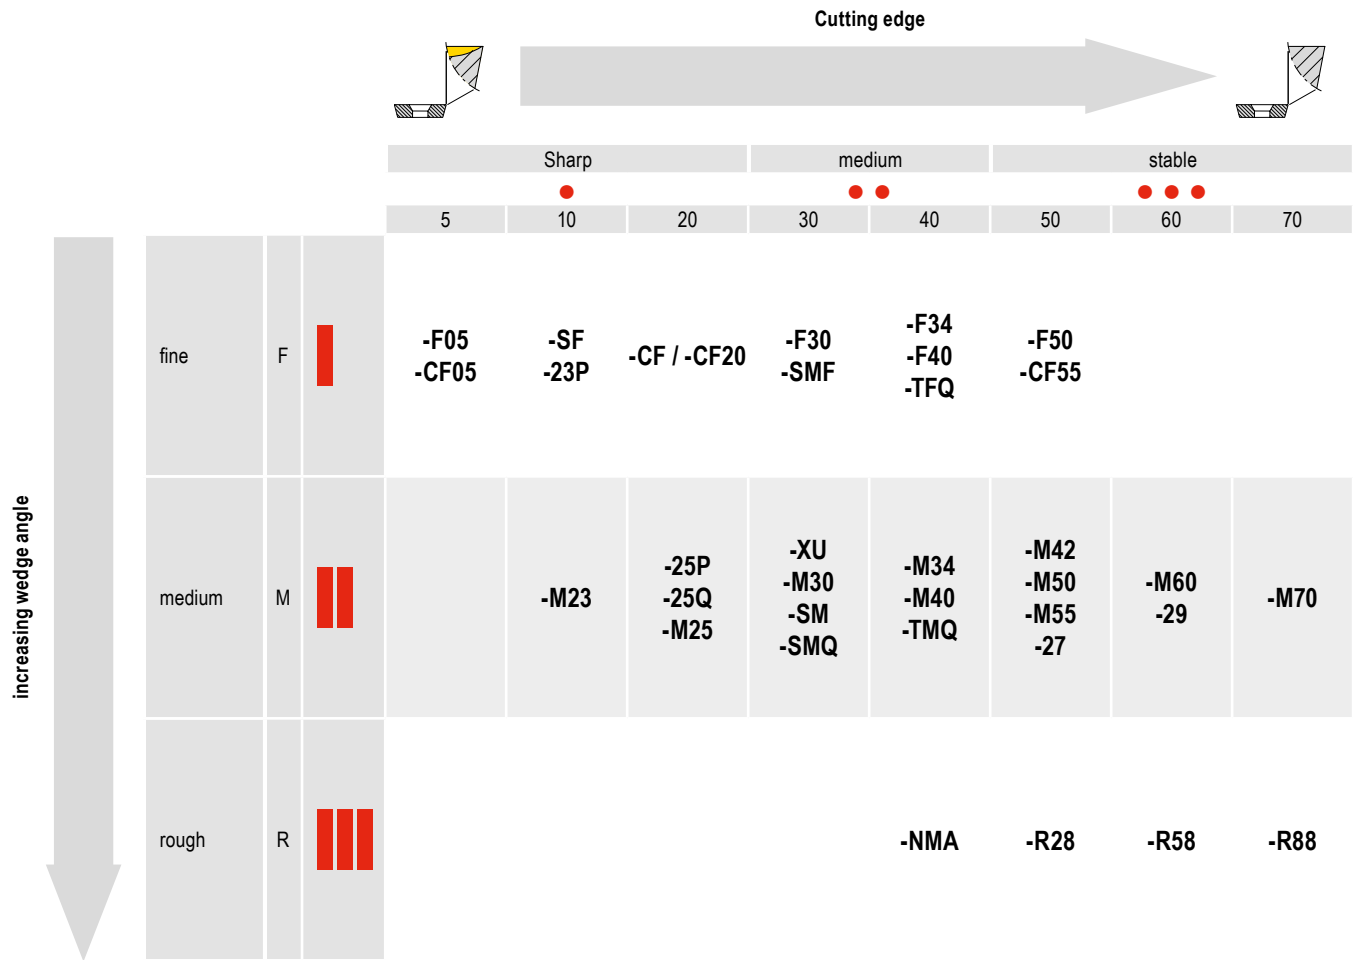 Cutting edge
Sharp medium stable
5 10 20 30 40 50 60 70
increasing wedge angle
fine F
-F05
-CF05
-SF
-23P
-CF / -CF20
-F30
-SMF
-F34
-F40
-TFQ
-F50
-CF55
medium M
-M23
-25P
-25Q
-M25
-XU
-M30
-SM
-SMQ
-M34
-M40
-TMQ
-M42
-M50
-M55
-27
-M60
-29
-M70
rough R
-NMA
-R28
-R58
-R88